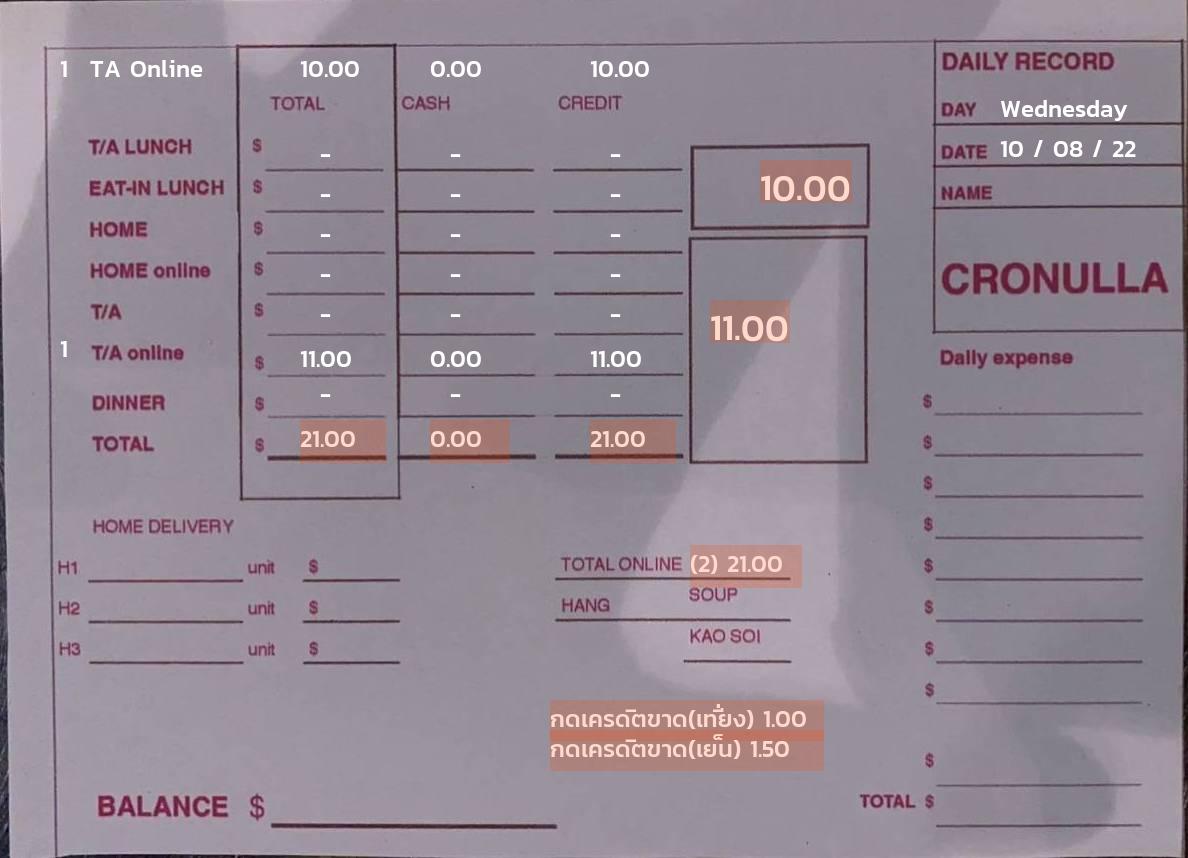 1 TA Online 10.00 0.00 10.00
TOTAL CASH CREDIT
T/A LUNCH $ - - -
EAT-IN LUNCH $ - - -
HOME $ - - -
HOME online $ - - -
T/A $ - - -
1 T/A online $ 11.00 0.00 11.00
DINNER $ - - -
TOTAL $ 21.00 0.00 21.00
10.00
11.00
DAILY RECORD
DAY Wednesday
DATE 10 / 08 / 22
NAME
CRONULLA
Daily expense
$
$
$
$
$
$
$
$
$
TOTAL $
HOME DELIVERY
H1 unit $
H2 unit $
H3 unit $
TOTAL ONLINE (2) 21.00
HANG SOUP
KAO SOI
กดเครดิตขาด(เที่ยง) 1.00
กดเครดิตขาด(เย็น) 1.50
BALANCE $